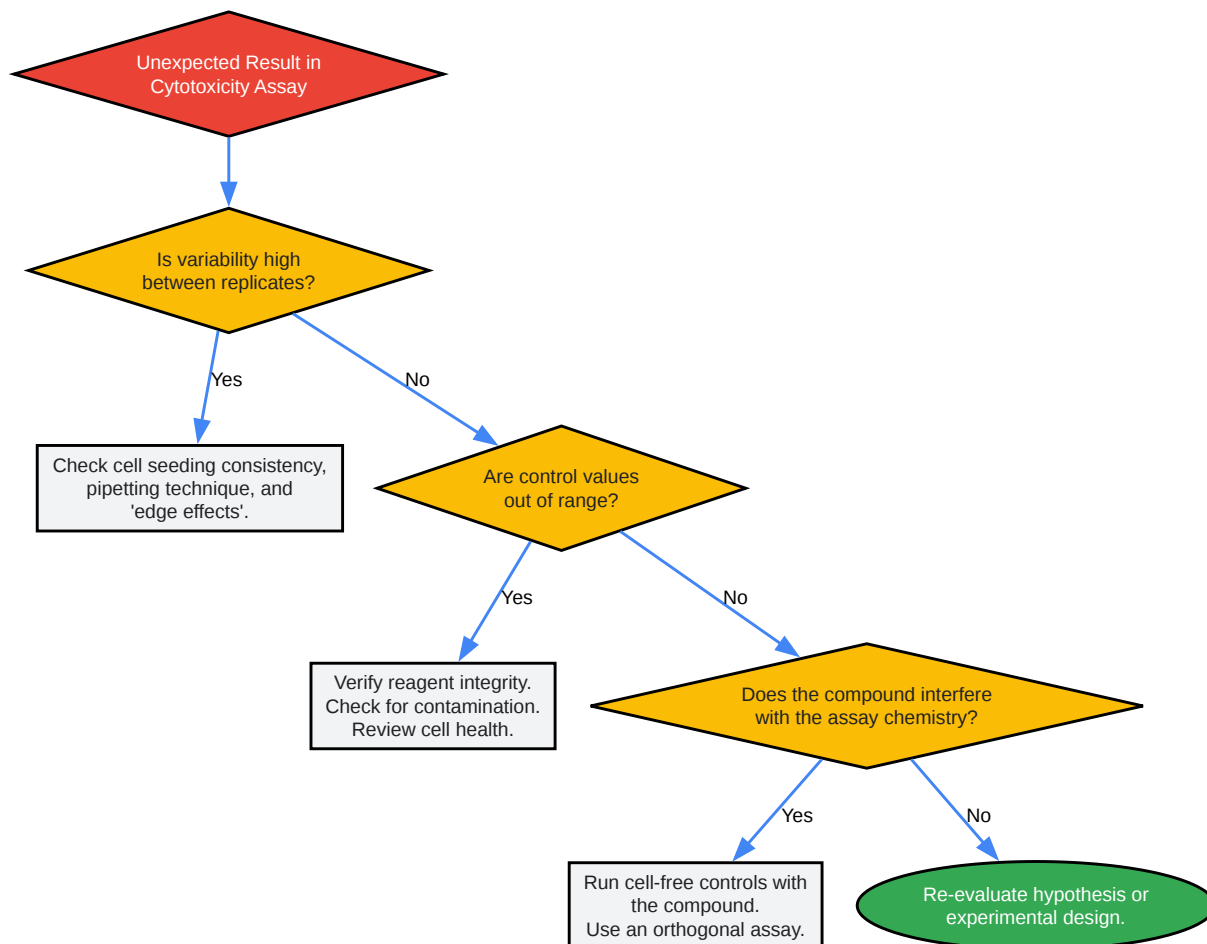 Unexpected Result in
Cytotoxicity Assay
Is variability high
between replicates?
Yes
No
Check cell seeding consistency,
pipetting technique, and
'edge effects'.
Are control values
out of range?
Yes
No
Verify reagent integrity.
Check for contamination.
Review cell health.
Does the compound interfere
with the assay chemistry?
Yes
No
Run cell-free controls with
the compound.
Use an orthogonal assay.
Re-evaluate hypothesis or
experimental design.